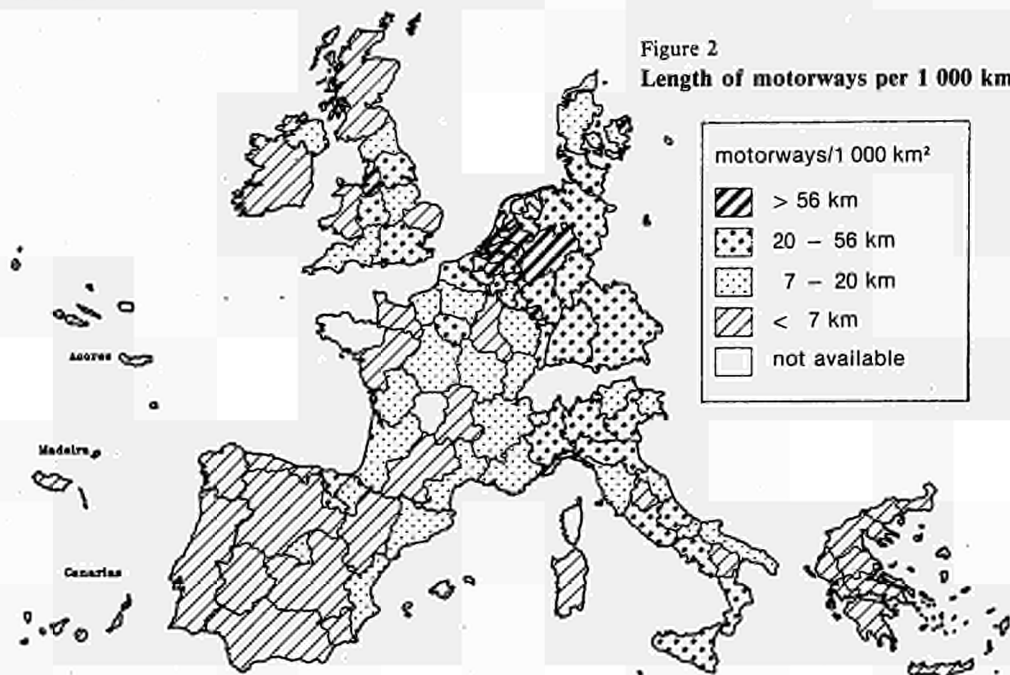 Figure 2
Length of motorways per 1 000 km
motorways/1 000 km²
> 56 km
20 – 56 km
7 – 20 km
< 7 km
not available
Acores
Madeira
Canarias